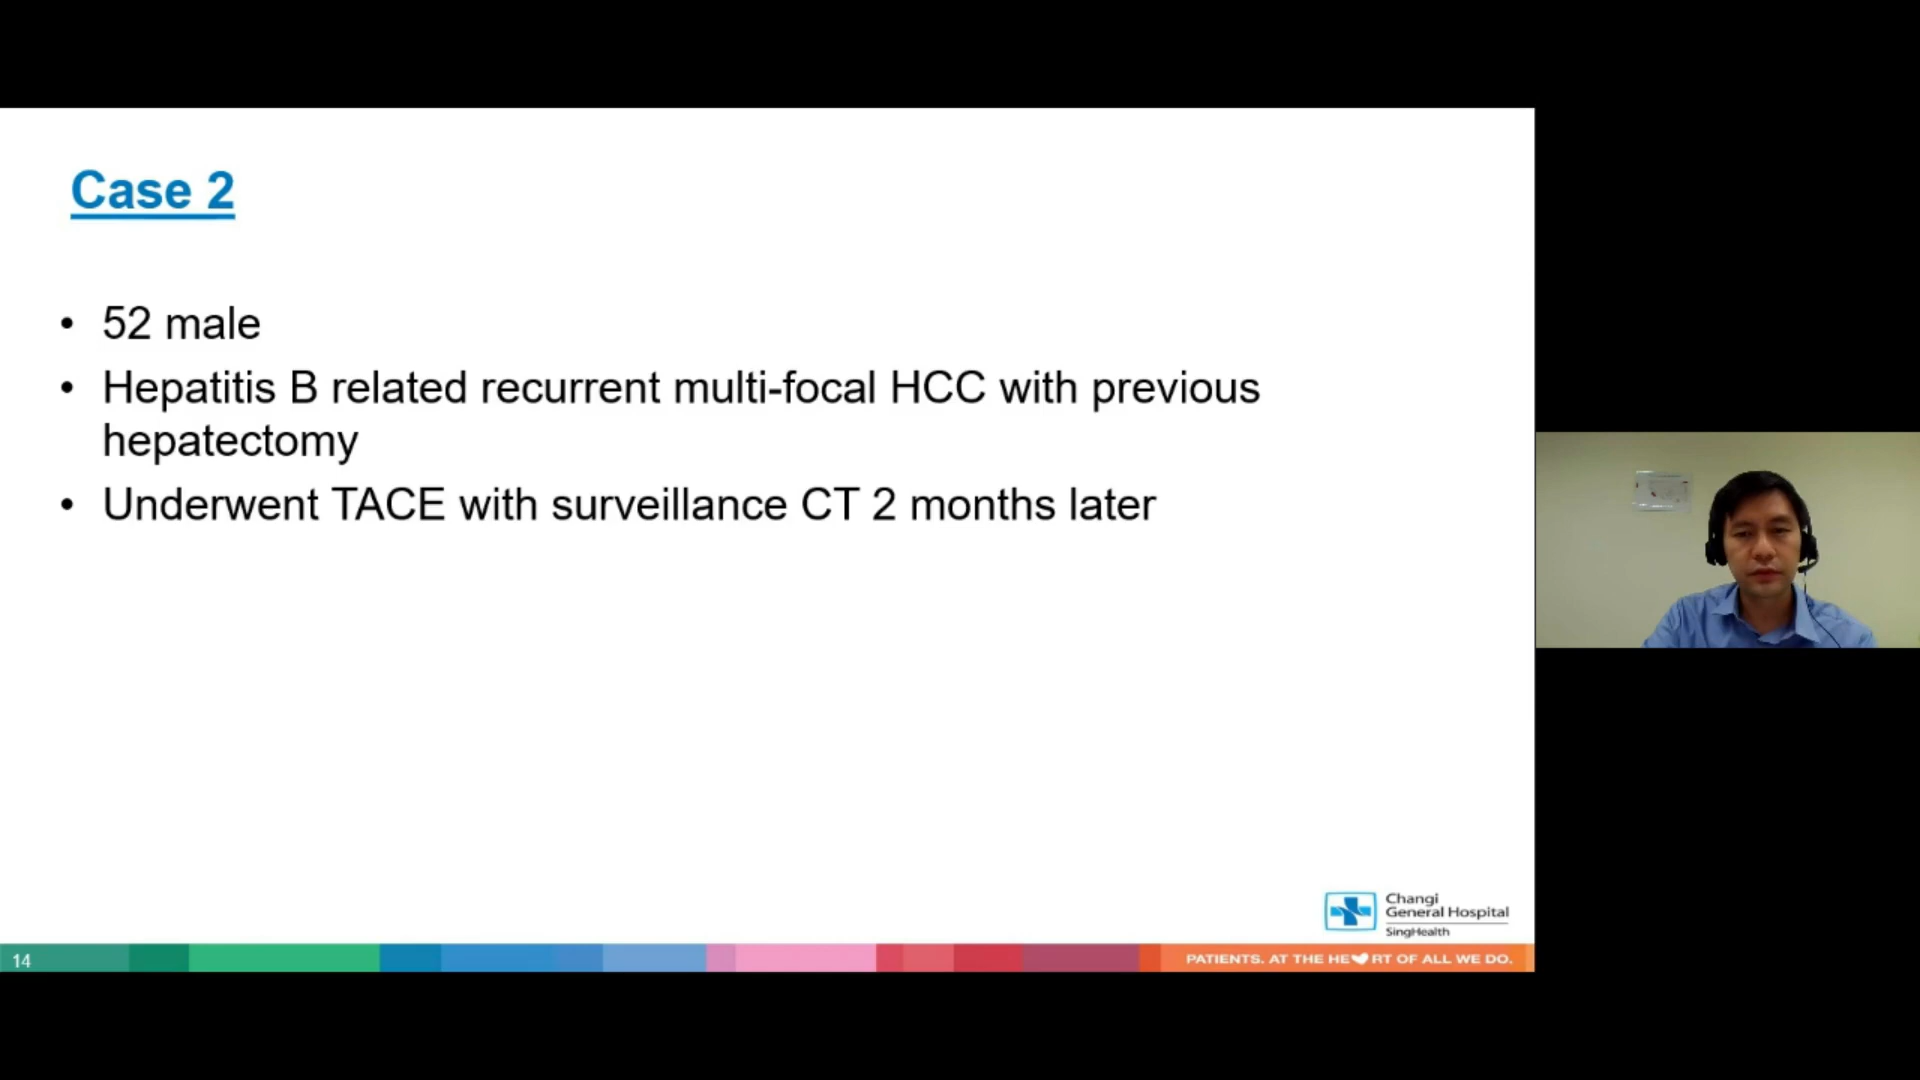 Case 2
• 52 male
• Hepatitis B related recurrent multi-focal HCC with previous
hepatectomy
• Underwent TACE with surveillance CT 2 months later
Changi
General Hospital
SingHealth
14
PATIENTS. AT THE HE♥RT OF ALL WE DO.